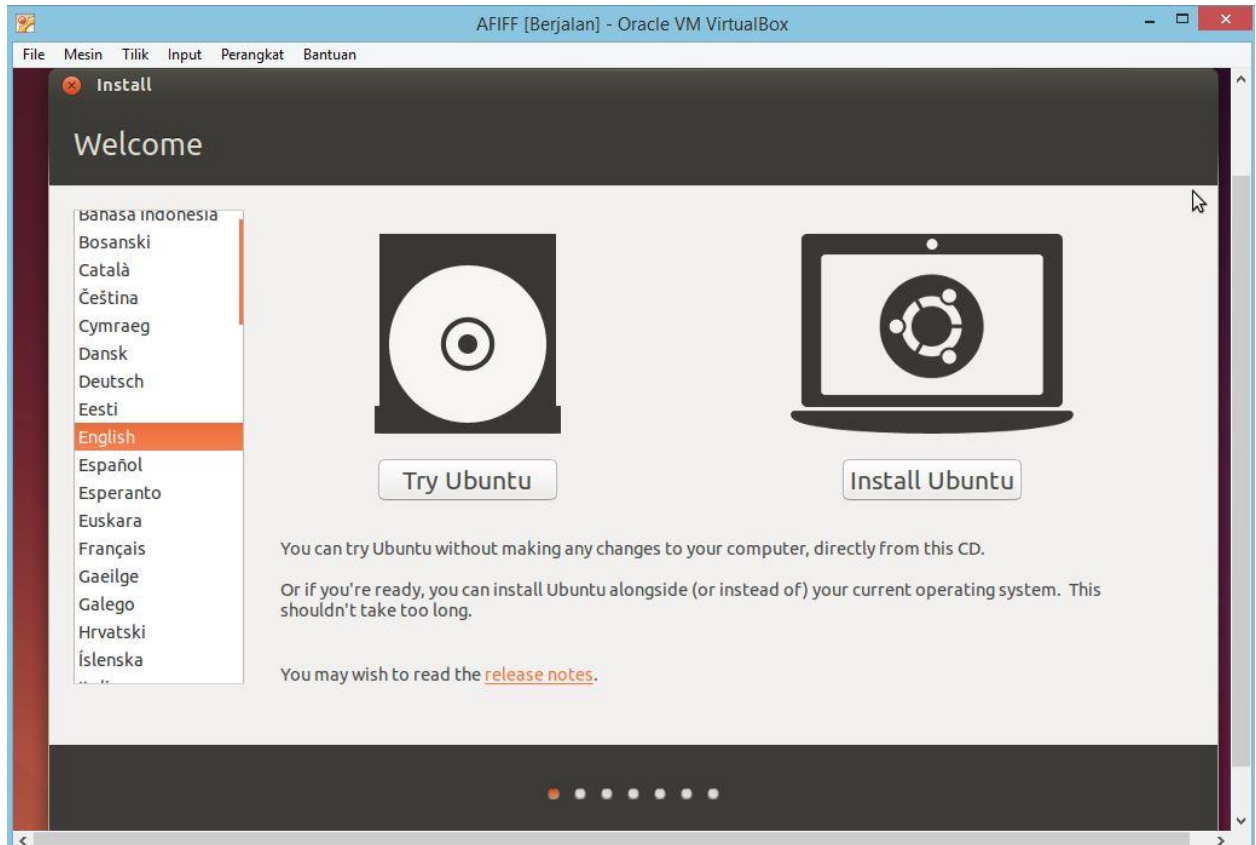 AFIFF [Berjalan] - Oracle VM VirtualBox
File Mesin Tilik Input Perangkat Bantuan
Install
Welcome
Bahasa Indonesia
Bosanski
Català
Čeština
Cymraeg
Dansk
Deutsch
Eesti
English
Español
Esperanto
Euskara
Français
Gaeilge
Galego
Hrvatski
Íslenska
Try Ubuntu
Install Ubuntu
You can try Ubuntu without making any changes to your computer, directly from this CD.
Or if you're ready, you can install Ubuntu alongside (or instead of) your current operating system. This
shouldn't take too long.
You may wish to read the release notes.